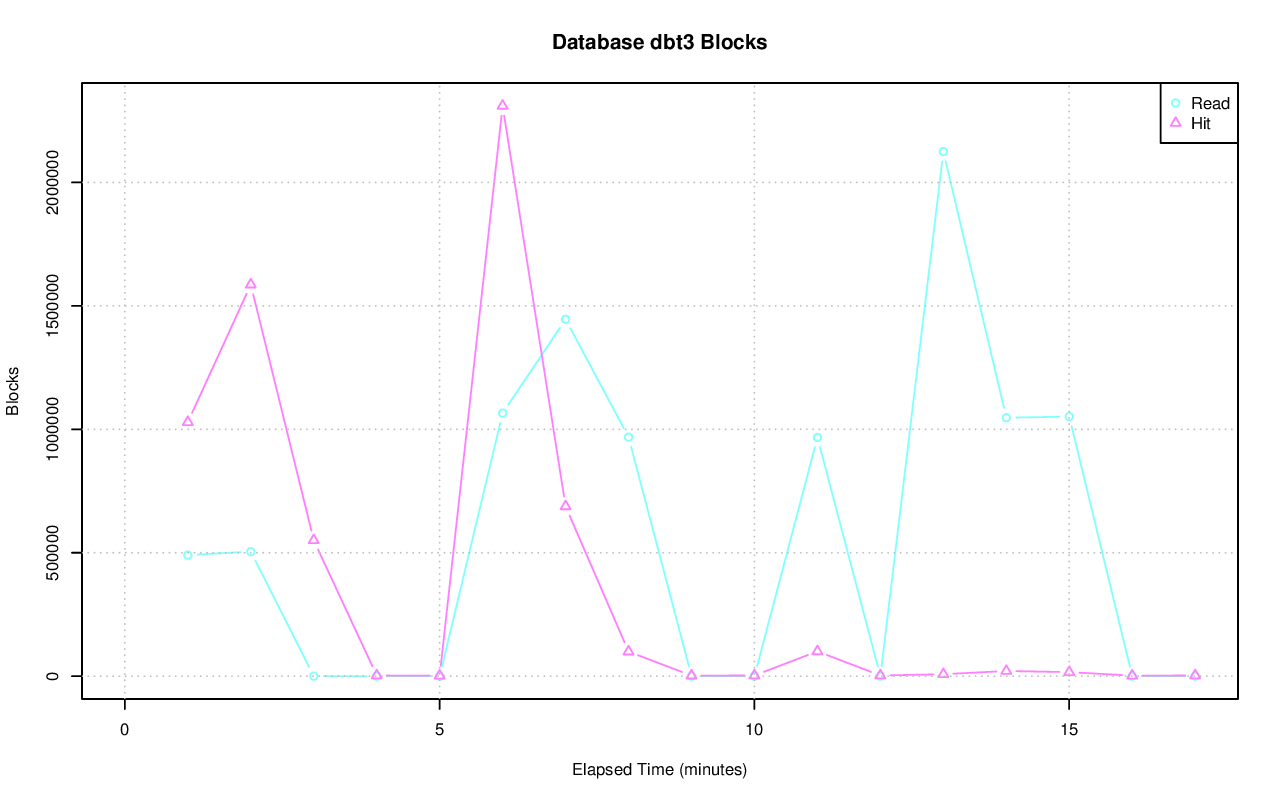 Database dbt3 Blocks
Read
Hit
2000000
1500000
1000000
500000
0
Blocks
0 5 10 15
Elapsed Time (minutes)